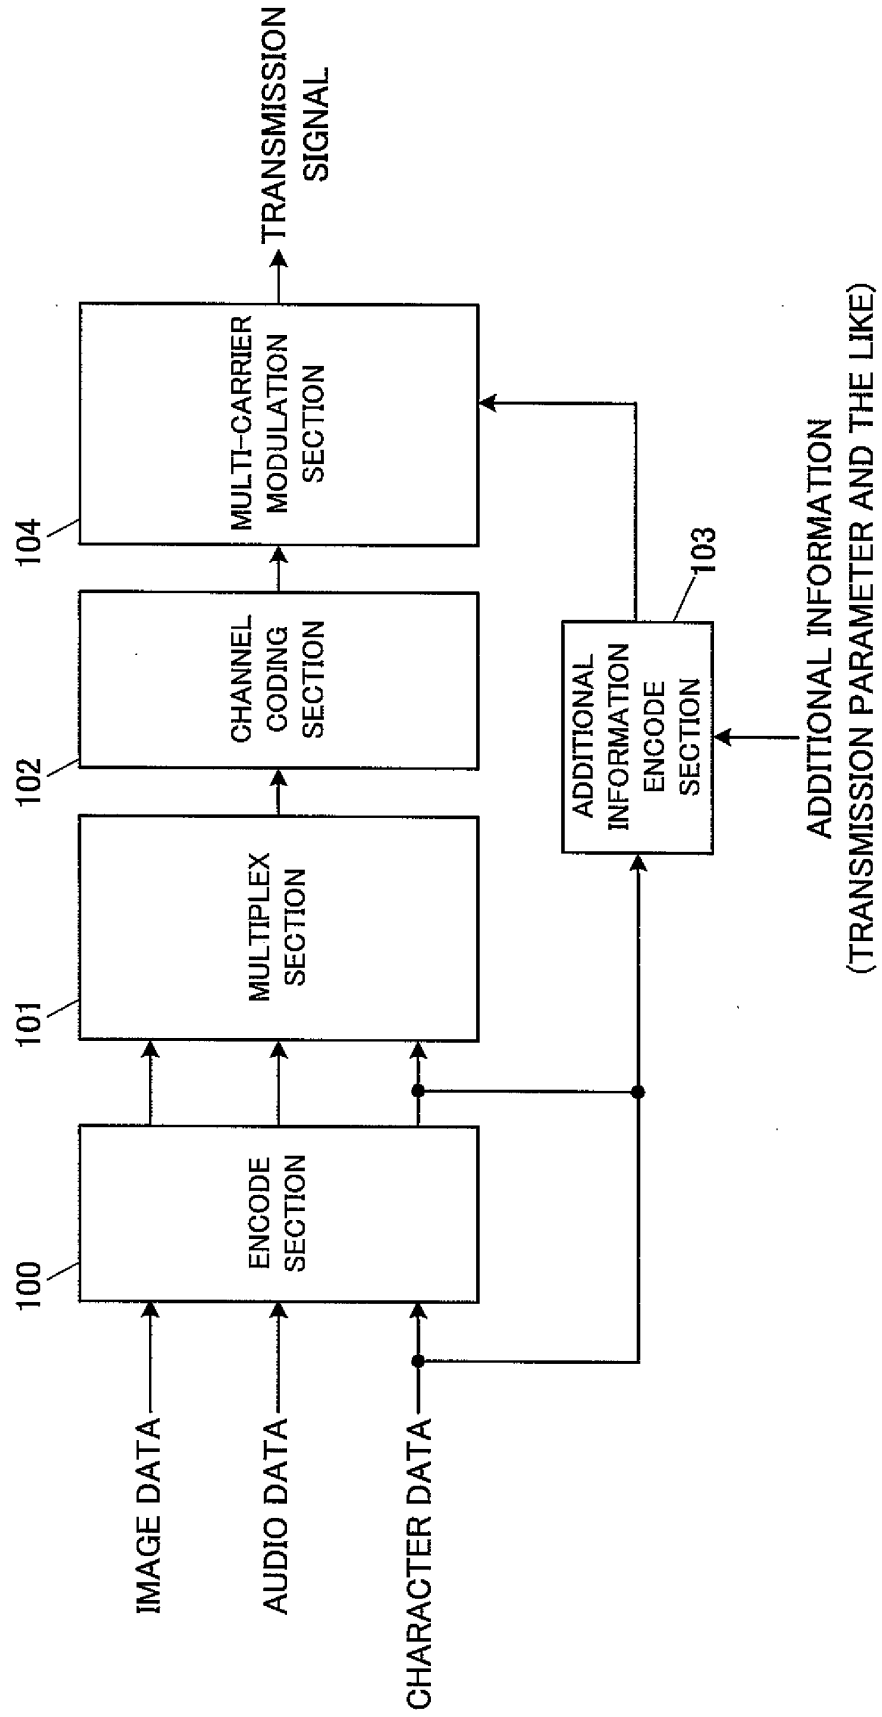 IMAGE DATA
AUDIO DATA
CHARACTER DATA
100
ENCODE
SECTION
101
MULTIPLEX
SECTION
102
CHANNEL
CODING
SECTION
104
MULTI-CARRIER
MODULATION
SECTION
TRANSMISSION
SIGNAL
103
ADDITIONAL
INFORMATION
ENCODE
SECTION
ADDITIONAL INFORMATION
(TRANSMISSION PARAMETER AND THE LIKE)